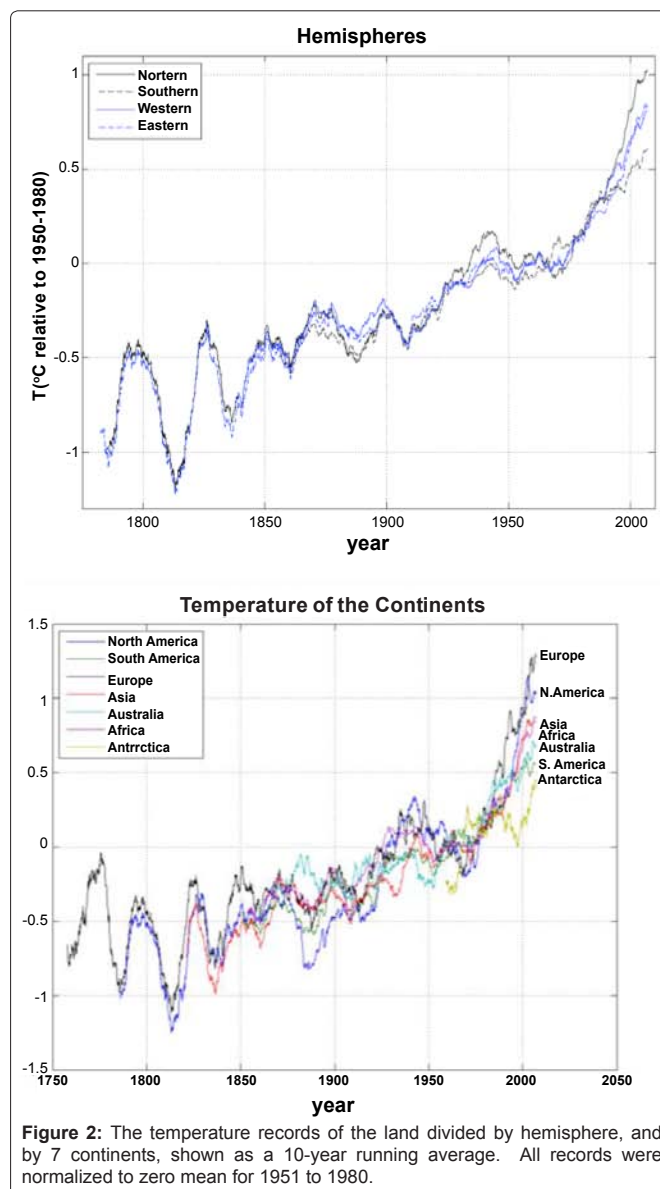 Hemispheres
1
0.5
0
-0.5
-1
T(°C relative to 1950-1980)
Nortern
Southern
Western
Eastern
1800
1850
1900
1950
2000
year
Temperature of the Continents
1.5
1
0.5
0
-0.5
-1
-1.5
North America
South America
Europe
Asia
Australia
Africa
Antrrctica
Europe
N.America
Asia
Africa
Australia
S. America
Antarctica
1750
1800
1850
1900
1950
2000
2050
year
Figure 2: The temperature records of the land divided by hemisphere, and
by 7 continents, shown as a 10-year running average. All records were
normalized to zero mean for 1951 to 1980.